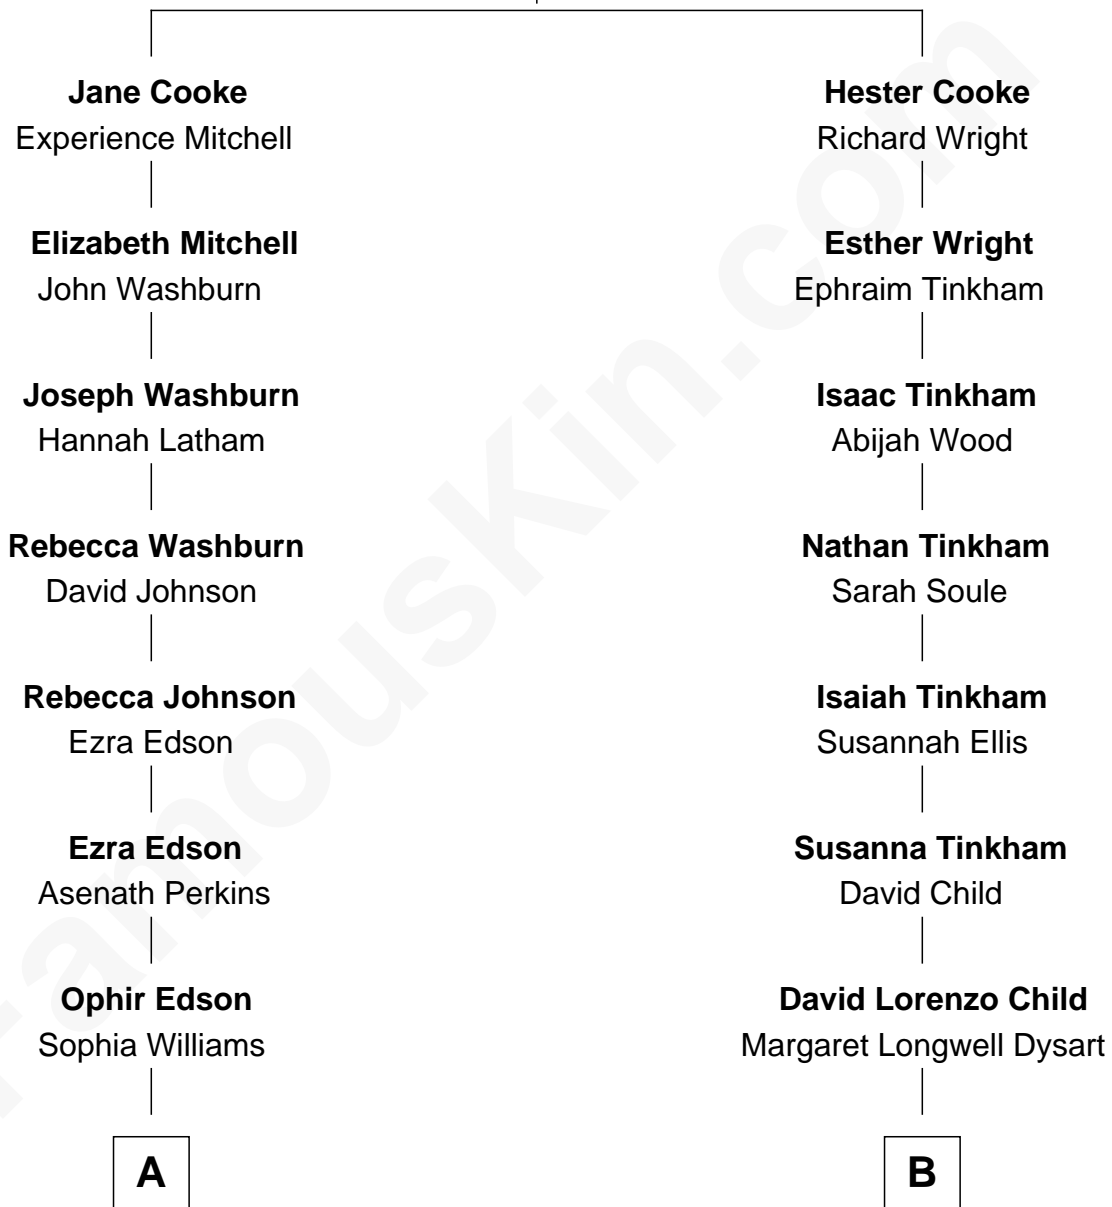 Jane Cooke
Experience Mitchell
Elizabeth Mitchell
John Washburn
Joseph Washburn
Hannah Latham
Rebecca Washburn
David Johnson
Rebecca Johnson
Ezra Edson
Ezra Edson
Asenath Perkins
Ophir Edson
Sophia Williams
A
Hester Cooke
Richard Wright
Esther Wright
Ephraim Tinkham
Isaac Tinkham
Abijah Wood
Nathan Tinkham
Sarah Soule
Isaiah Tinkham
Susannah Ellis
Susanna Tinkham
David Child
David Lorenzo Child
Margaret Longwell Dysart
B
FamousKin.com